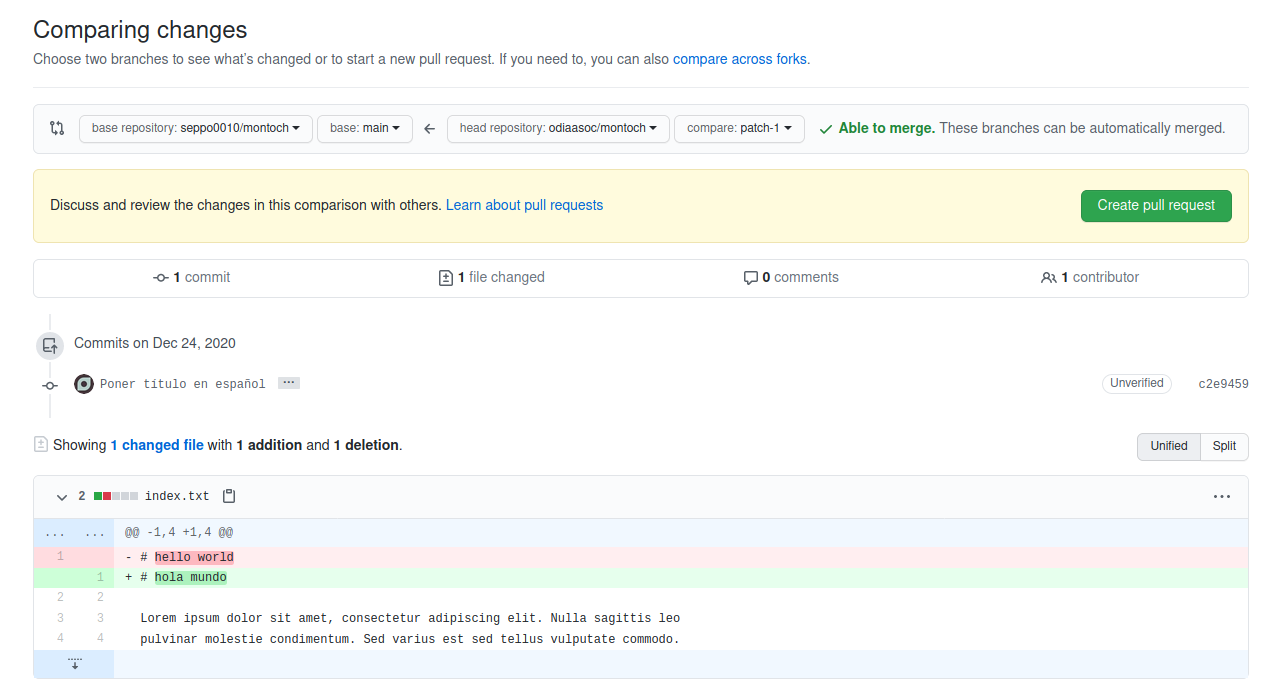 Comparing changes
Choose two branches to see what's changed or to start a new pull request. If you need to, you can also compare across forks.
base repository: seppo0010/montoch base: main head repository: odiaasoc/montoch compare: patch-1 Able to merge. These branches can be automatically merged.
Discuss and review the changes in this comparison with others. Learn about pull requests Create pull request
1 commit 1 file changed 0 comments 1 contributor
Commits on Dec 24, 2020
Poner título en español ... Unverified c2e9459
Showing 1 changed file with 1 addition and 1 deletion. Unified Split
2 index.txt ...
... ... @@ -1,4 +1,4 @@
1 - # hello world
1 + # hola mundo
2 2
3 3 Lorem ipsum dolor sit amet, consectetur adipiscing elit. Nulla sagittis leo
4 4 pulvinar molestie condimentum. Sed varius est sed tellus vulputate commodo.